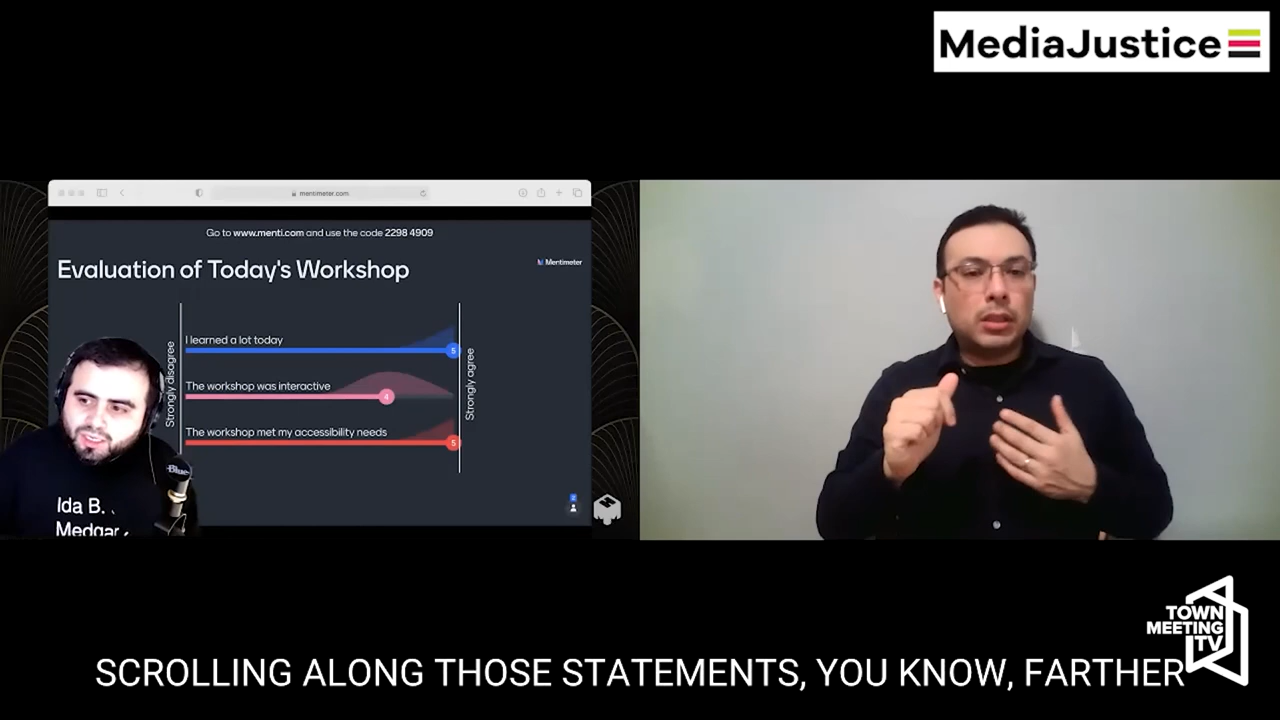 MediaJustice
mentimeter.com
Go to www.menti.com and use the code 2298 4909
Evaluation of Today's Workshop
Mentimeter
Strongly disagree
I learned a lot today
5
The workshop was interactive
4
The workshop met my accessibility needs
5
Strongly agree
Blue
Ida B.
Medgar
2
TOWN
MEETING
TV
SCROLLING ALONG THOSE STATEMENTS, YOU KNOW, FARTHER